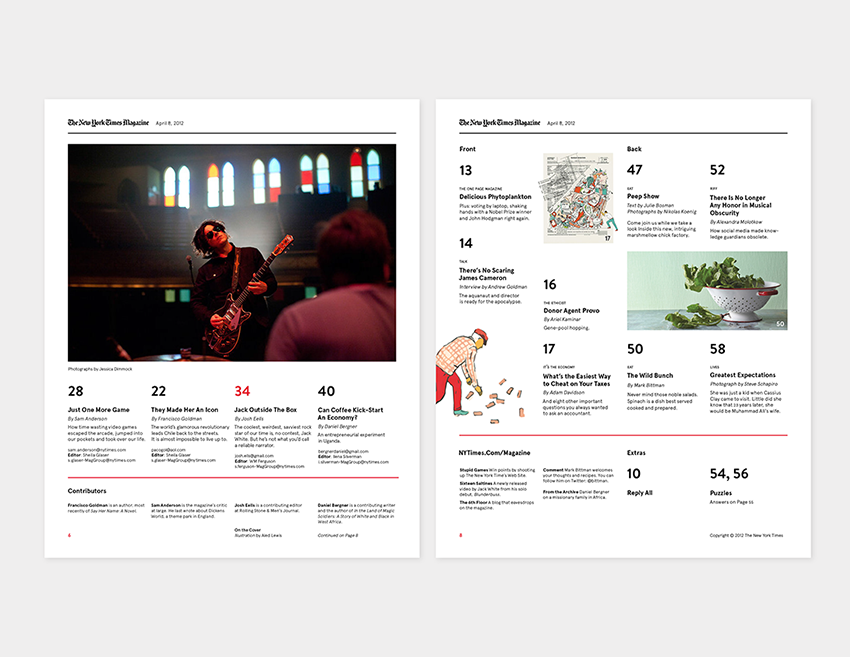 The New York Times Magazine April 8, 2012
Photographs by Jessica Dimmock
28
Just One More Game
By Sam Anderson
How time wasting video games
escaped the arcade, jumped into
our pockets and took over our life.
sam.anderson@nytimes.com
Editor: Sheila Glaser
s.glaser-MagGroup@nytimes.com
22
They Made Her An Icon
By Francisco Goldman
The world's glamorous revolutionary
leads Chile back to the streets.
It is almost impossible to live up to.
pacogol@aol.com
Editor: Sheila Glaser
s.glaser-MagGroup@nytimes.com
34
Jack Outside The Box
By Josh Eells
The coolest, weirdest, savviest rock
star of our time is, no contest, Jack
White. But he's not what you'd call
a reliable narrator.
josh.eells@gmail.com
Editor: WM Ferguson
s.ferguson-MagGroup@nytimes.com
40
Can Coffee Kick-Start
An Economy?
By Daniel Bergner
An entrepreneurial experiment
in Uganda.
bergnerdaniel@gmail.com
Editor: Ilena Silverman
i.silverman-MagGroup@nytimes.com
Contributors
Francisco Goldman is an author, most
recently of Say Her Name: A Novel.
Sam Anderson is the magazine's critic
at large. He last wrote about Dickens
World, a theme park in England.
Josh Eells is a contributing editor
at Rolling Stone & Men's Journal.
On the Cover
Illustration by Lewis
Daniel Bergner is a contributing writer
and the author of In the Land of Magic
Soldiers: A Story of White and Black in
West Africa.
Continued on Page 8
6
The New York Times Magazine April 8, 2012
Front
13
THE ONE PAGE MAGAZINE
Delicious Phytoplankton
Plus: voting by laptop, shaking
hands with a Nobel Prize winner
and John Hodgman right again.
14
TALK
There's No Scaring
James Cameron
Interview by Andrew Goldman
The aquanaut and director
is ready for the apocalypse.
17
16
THE ETHICIST
Donor Agent Provo
By Ariel Kaminer
Gene-pool hopping.
17
IT'S THE ECONOMY
What's the Easiest Way
to Cheat on Your Taxes
By Adam Davidson
And eight other important
questions you always wanted
to ask an accountant.
Back
47
EAT
Peep Show
Text by Julie Bosman
Photographs by Nikolas Koenig
Come join us while we take a
look inside this new, intriguing
marshmellow chick factory.
52
RIFF
There Is No Longer
Any Honor in Musical
Obscurity
By Alexandra Molotkow
How social media made know-
ledge guardians obsolete.
50
50
EAT
The Wild Bunch
By Mark Bittman
Never mind those noble salads.
Spinach is a dish best served
cooked and prepared.
58
LIVES
Greatest Expectations
Photograph by Steve Schapiro
She was just a kid when Cassius
Clay came to visit. Little did she
know that 23 years later, she
would be Muhammad Ali's wife.
NYTimes.Com/Magazine
Stupid Games Win points by shooting
up The New York Time's Web Site.
Sixteen Saltines A newly released
video by Jack White from his solo
debut, Blunderbuss.
The 6th Floor A blog that eavesdrops
on the magazine.
Comment Mark Bittman welcomes
your thoughts and recipes. You can
follow him on Twitter: @bittman.
From the Archive Daniel Bergner
on a missionary family in Africa.
Extras
10
Reply All
54, 56
Puzzles
Answers on Page
8
Copyright © 2012 The New York Times